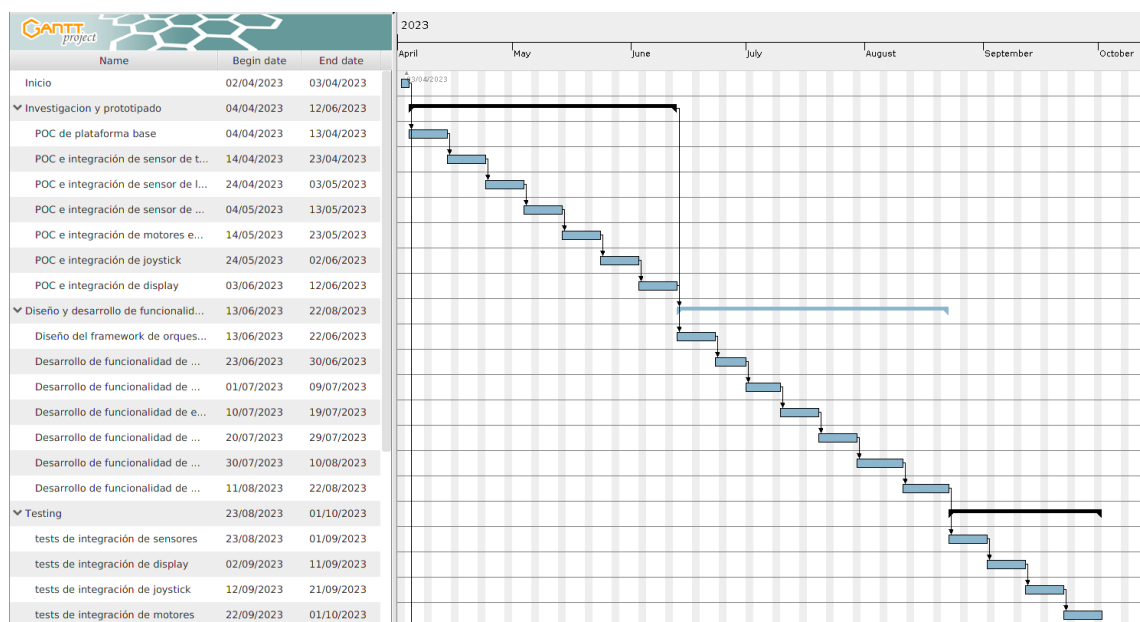 GANTT project
2023
April May June July August September October
Name Begin date End date
03/04/2023
Inicio 02/04/2023 03/04/2023
Investigacion y prototipado 04/04/2023 12/06/2023
POC de plataforma base 04/04/2023 13/04/2023
POC e integración de sensor de t... 14/04/2023 23/04/2023
POC e integración de sensor de l... 24/04/2023 03/05/2023
POC e integración de sensor de ... 04/05/2023 13/05/2023
POC e integración de motores e... 14/05/2023 23/05/2023
POC e integración de joystick 24/05/2023 02/06/2023
POC e integración de display 03/06/2023 12/06/2023
Diseño y desarrollo de funcionalid... 13/06/2023 22/08/2023
Diseño del framework de orques... 13/06/2023 22/06/2023
Desarrollo de funcionalidad de ... 23/06/2023 30/06/2023
Desarrollo de funcionalidad de ... 01/07/2023 09/07/2023
Desarrollo de funcionalidad de e... 10/07/2023 19/07/2023
Desarrollo de funcionalidad de ... 20/07/2023 29/07/2023
Desarrollo de funcionalidad de ... 30/07/2023 10/08/2023
Desarrollo de funcionalidad de ... 11/08/2023 22/08/2023
Testing 23/08/2023 01/10/2023
tests de integración de sensores 23/08/2023 01/09/2023
tests de integración de display 02/09/2023 11/09/2023
tests de integración de joystick 12/09/2023 21/09/2023
tests de integración de motores 22/09/2023 01/10/2023